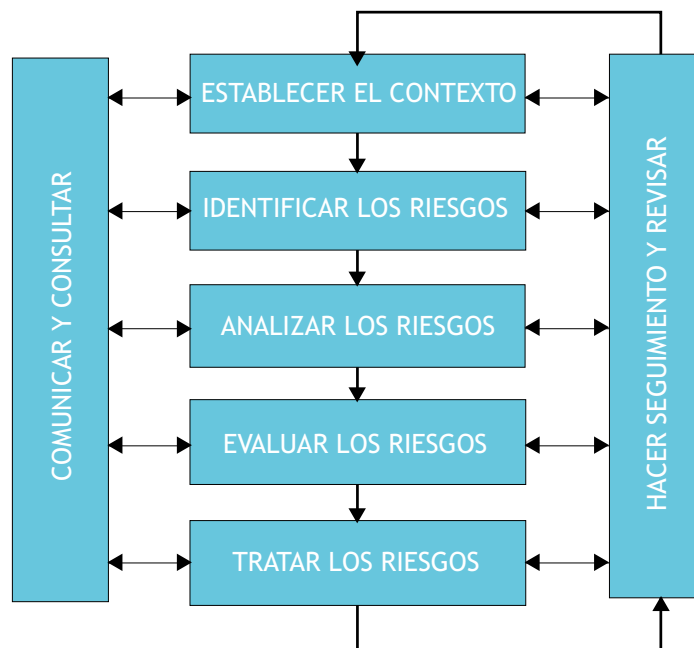 COMUNICAR Y CONSULTAR
ESTABLECER EL CONTEXTO
IDENTIFICAR LOS RIESGOS
ANALIZAR LOS RIESGOS
EVALUAR LOS RIESGOS
TRATAR LOS RIESGOS
HACER SEGUIMIENTO Y REVISAR